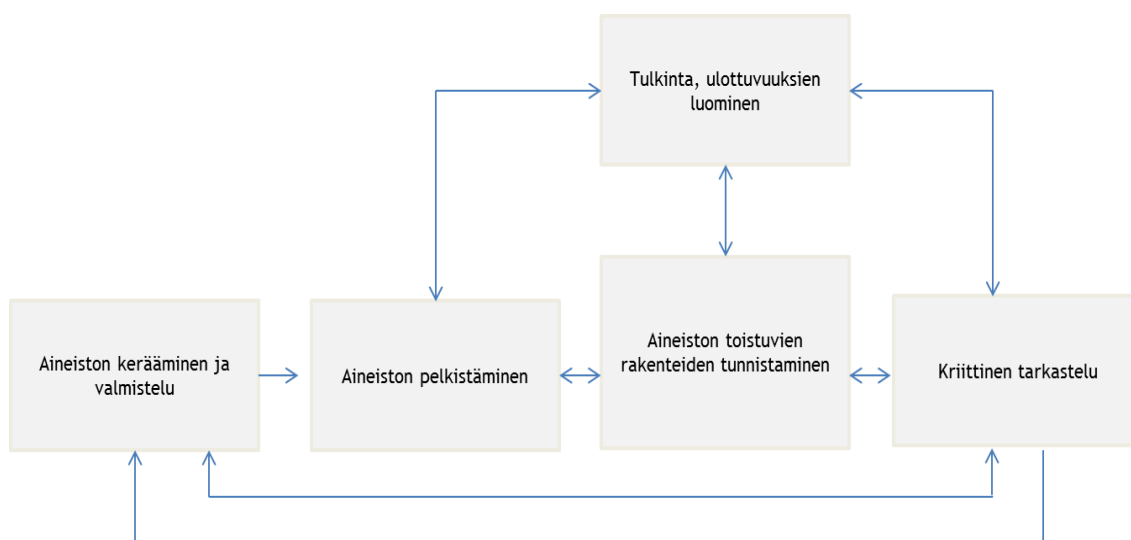 Tulkinta, ulottuvuuksien
luominen
Aineiston kerääminen ja
valmistelu
Aineiston pelkistäminen
Aineiston toistuvien
rakenteiden tunnistaminen
Kriittinen tarkastelu